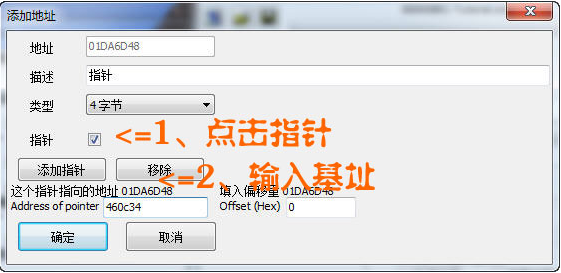 添加地址
地址 01DA6D48
描述 指针
类型 4 字节
指针 <=1、点击指针
添加指针 移除 <=2、输入基址
这个指针指向的地址 01DA6D48 填入偏移量 01DA6D48
Address of pointer 460c34 Offset (Hex) 0
确定 取消